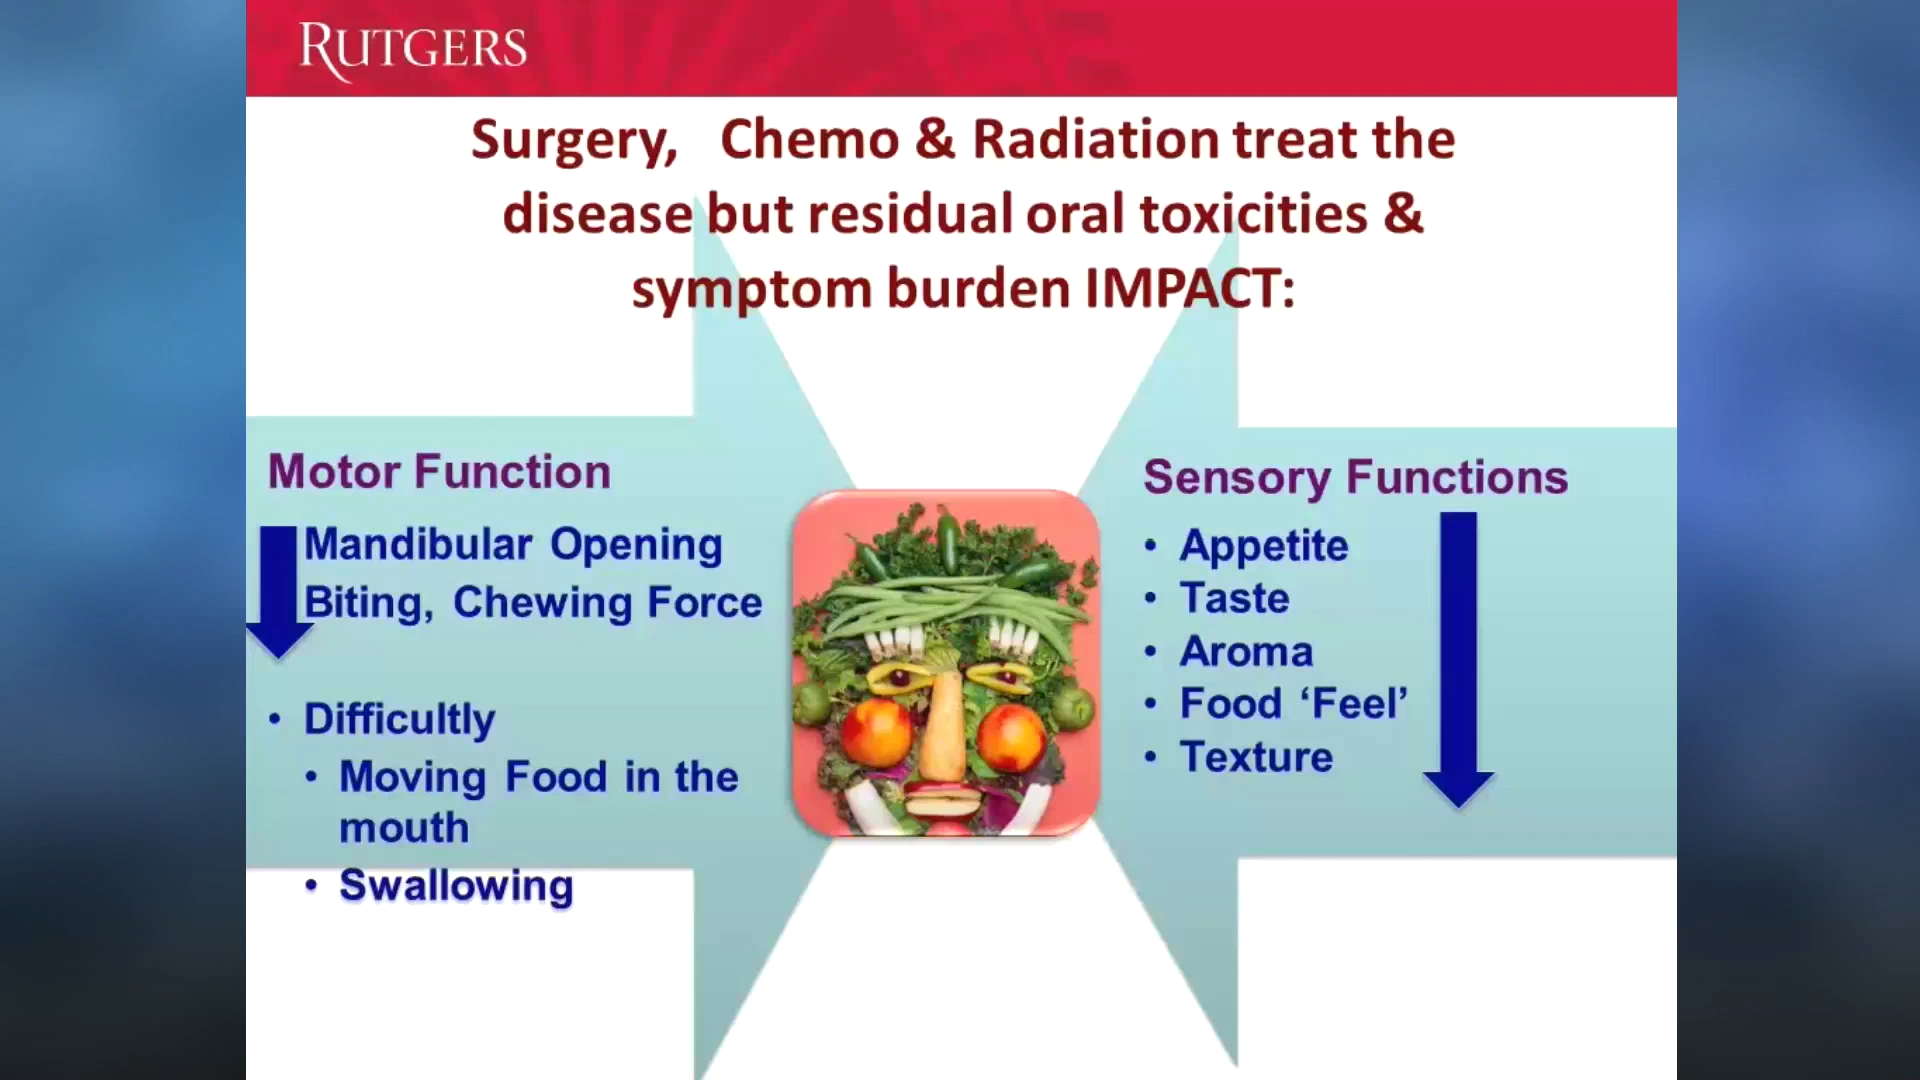 RUTGERS
Surgery, Chemo & Radiation treat the
disease but residual oral toxicities &
symptom burden IMPACT:
Motor Function
Mandibular Opening
Biting, Chewing Force
• Difficultly
• Moving Food in the
mouth
• Swallowing
Sensory Functions
• Appetite
• Taste
• Aroma
• Food ‘Feel’
• Texture